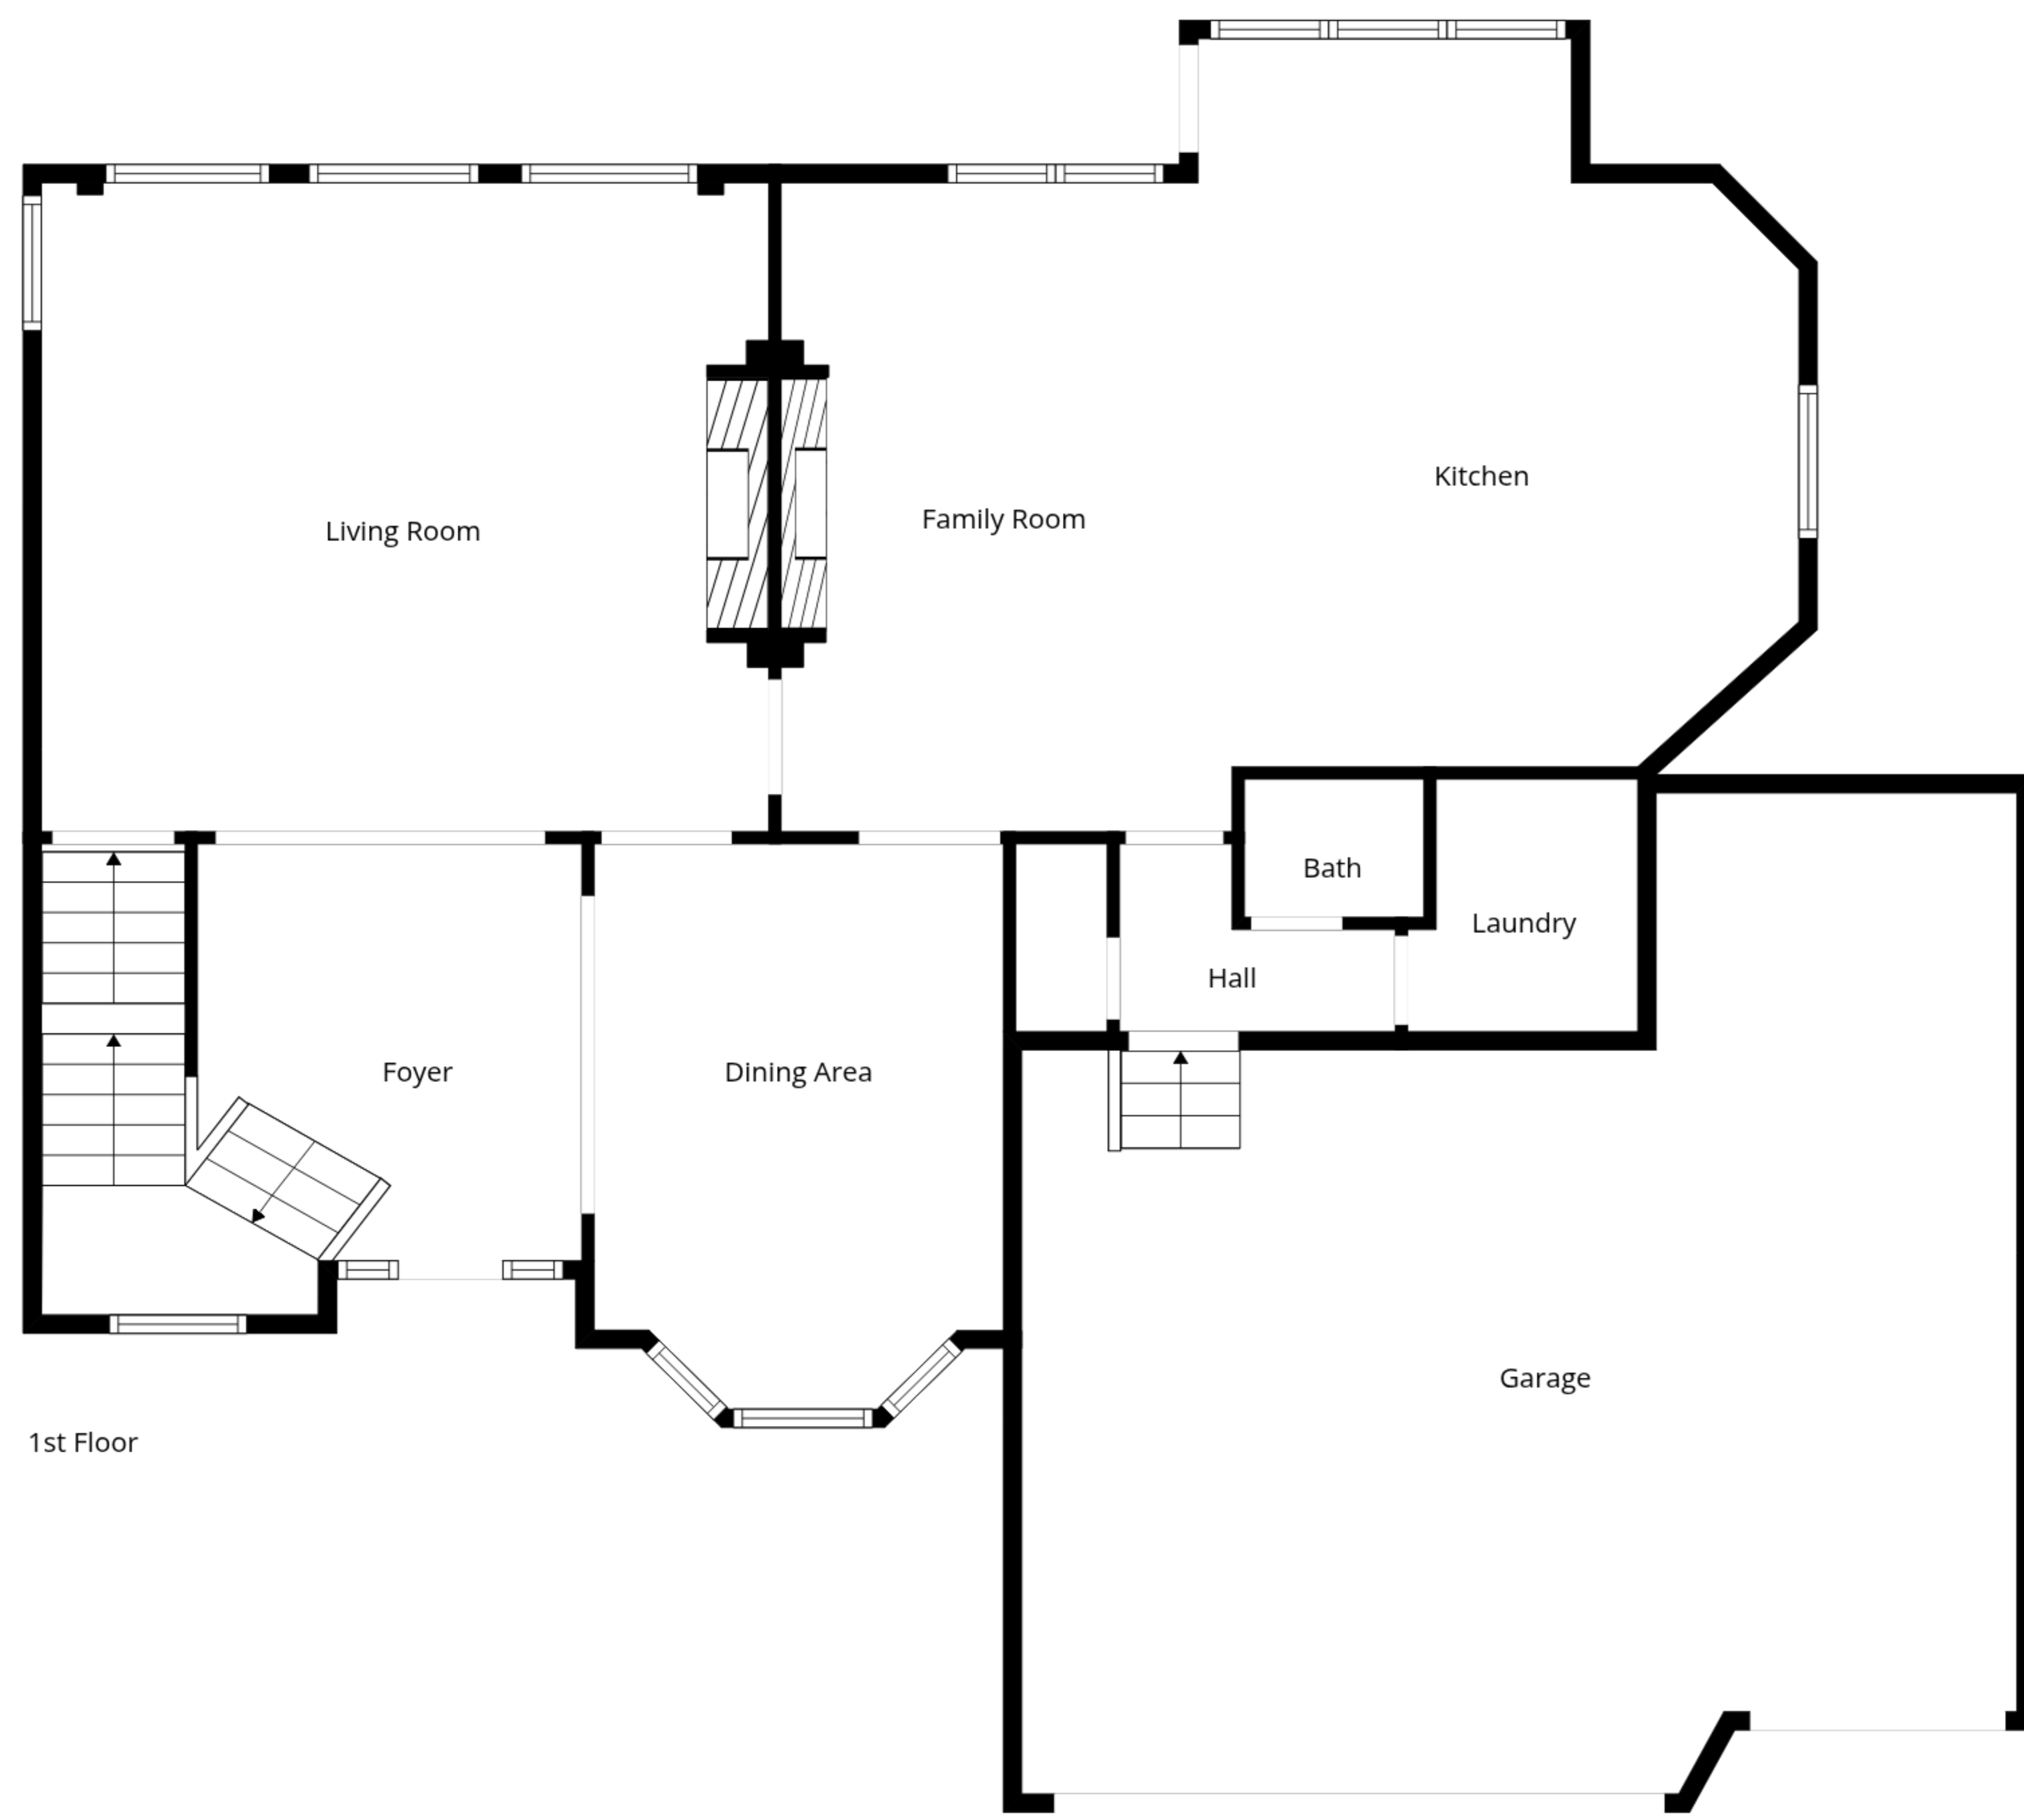 Kitchen
Family Room
Living Room
Bath
Laundry
Hall
Foyer
Dining Area
Garage
1st Floor